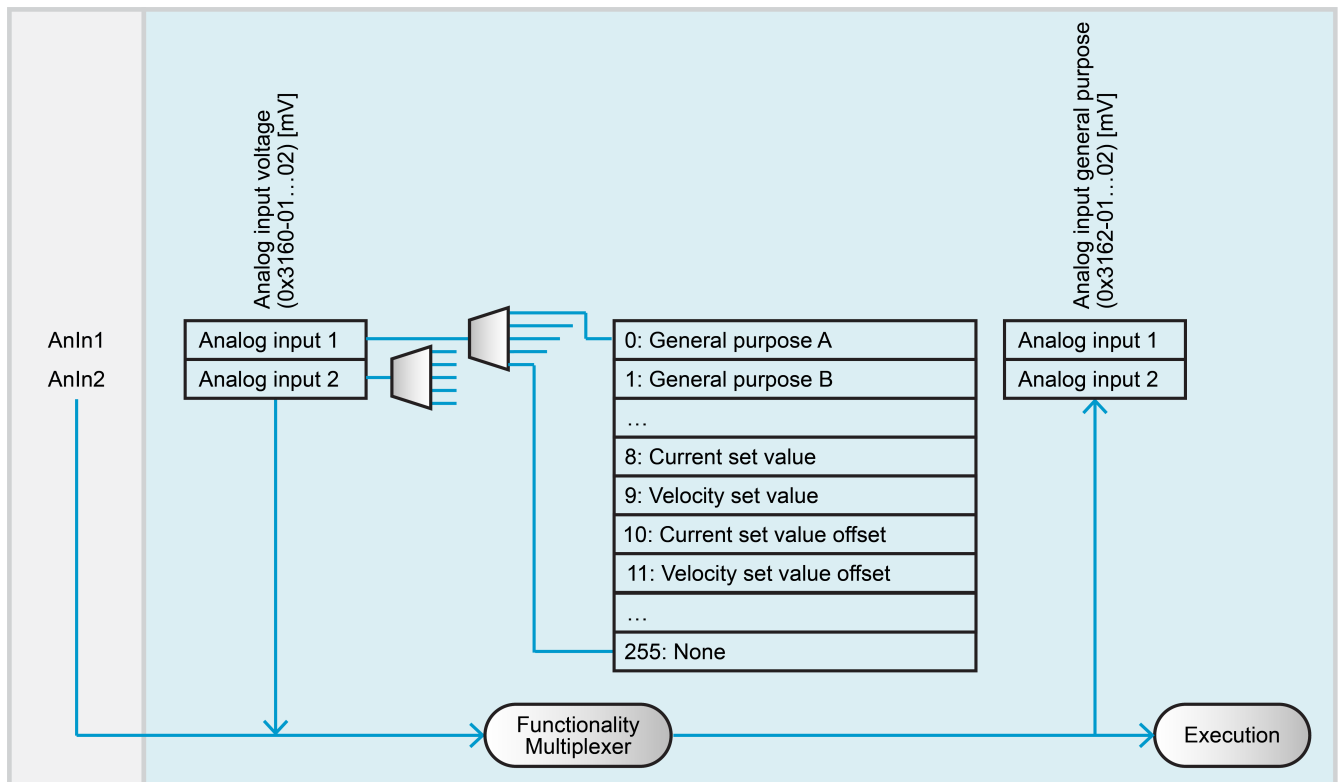 Analog input voltage
(0x3160-01…02) [mV]
Analog input general purpose
(0x3162-01…02) [mV]
AnIn1
AnIn2
Analog input 1
Analog input 2
0: General purpose A
1: General purpose B
…
8: Current set value
9: Velocity set value
10: Current set value offset
11: Velocity set value offset
…
255: None
Analog input 1
Analog input 2
Functionality
Multiplexer
Execution